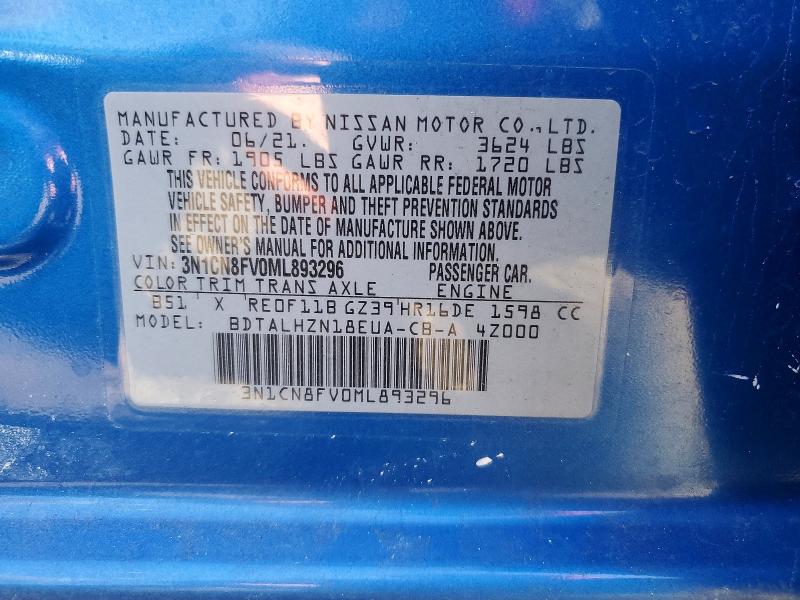 MANUFACTURED BY NISSAN MOTOR CO., LTD.
DATE: 06/21. GVWR: 3624 LBS
GAWR FR: 1905 LBS GAWR RR: 1720 LBS
THIS VEHICLE CONFORMS TO ALL APPLICABLE FEDERAL MOTOR
VEHICLE SAFETY, BUMPER AND THEFT PREVENTION STANDARDS
IN EFFECT ON THE DATE OF MANUFACTURE SHOWN ABOVE.
SEE OWNER'S MANUAL FOR ADDITIONAL INFORMATION.
VIN: 3N1CN8FV0ML893296 PASSENGER CAR.
COLOR TRIM TRANS AXLE ENGINE
B51 X RE0F11B GZ39 HR16DE 1598 CC
MODEL: BDTALHZN18EUA-CB-A 4Z000
3N1CN8FV0ML893296